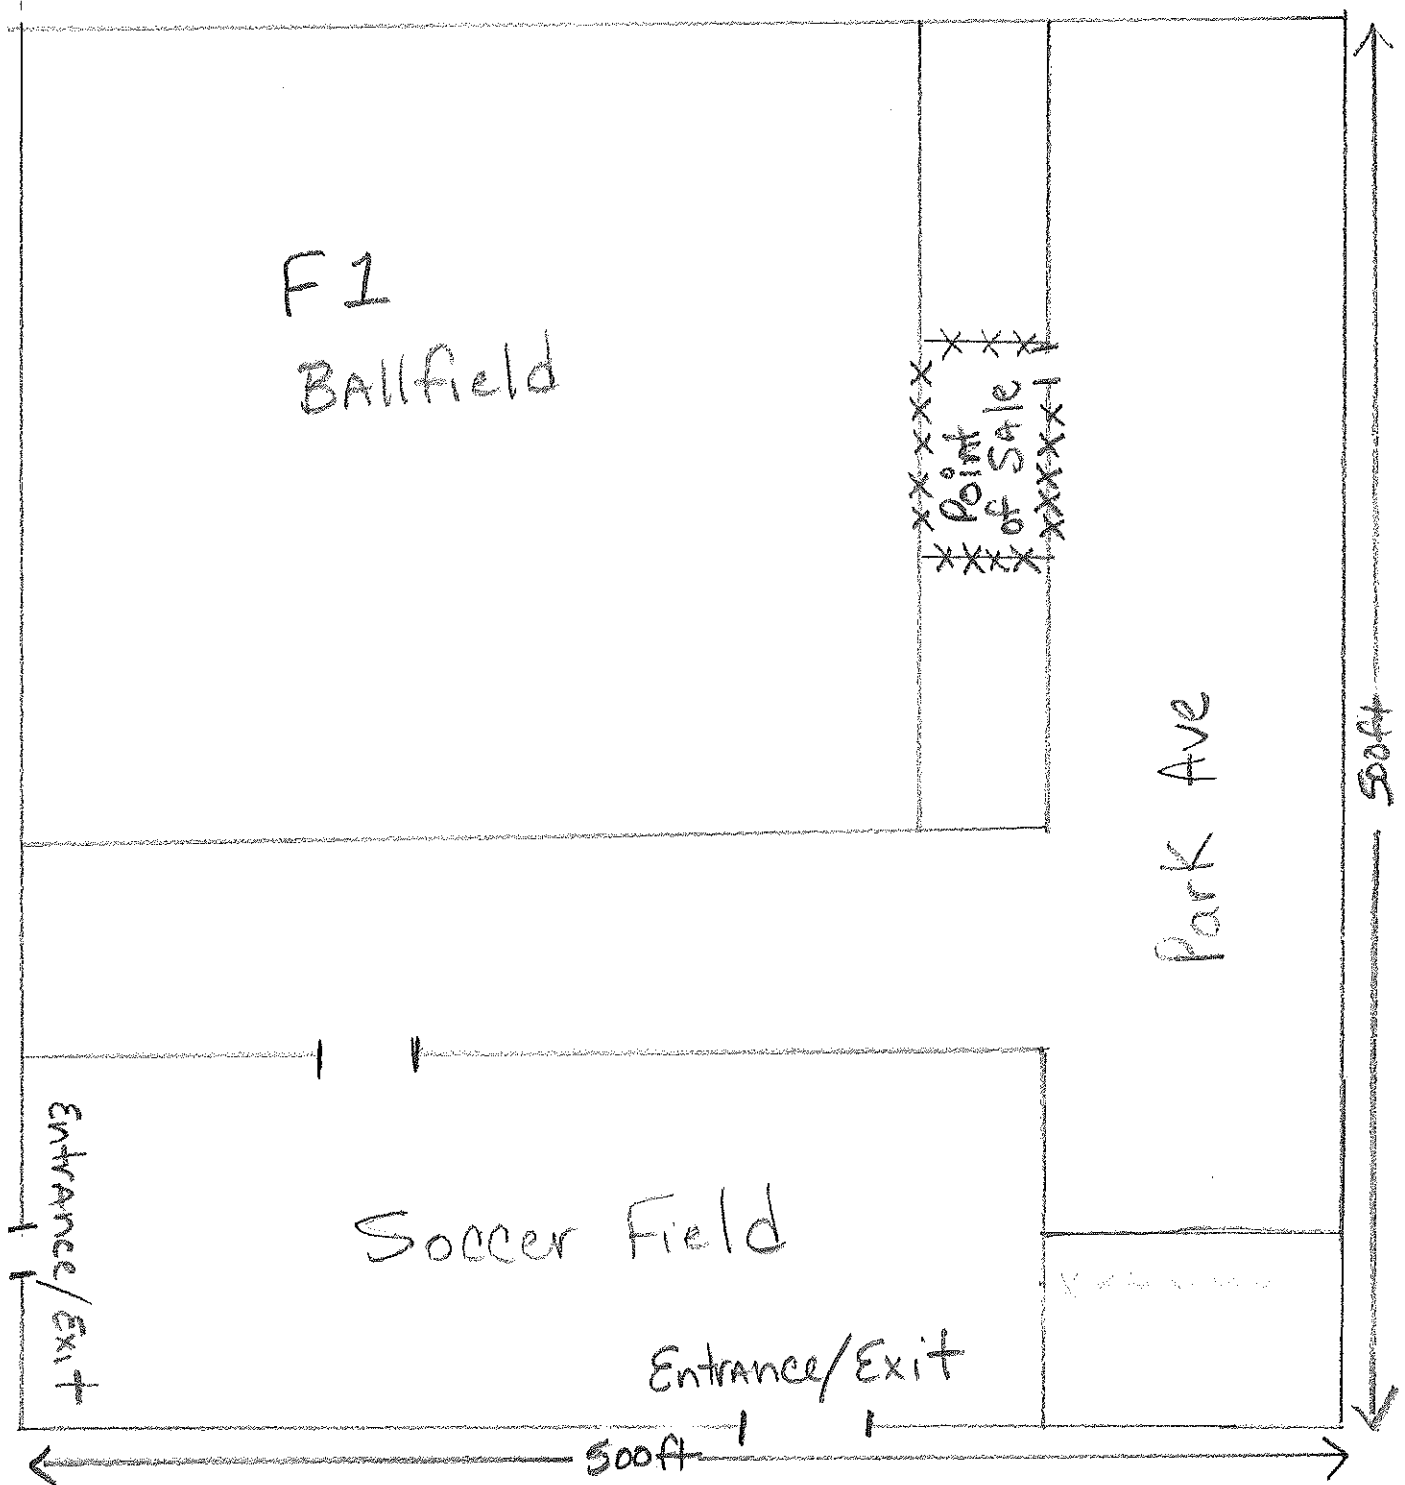 F1
Ballfield
Point
of Sale
Park Ave
500ft
Entrance/Exit
Soccer Field
Entrance/Exit
500ft